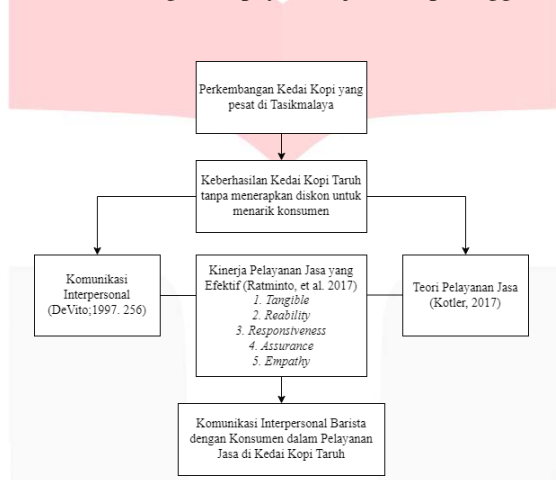 Perkembangan Kedai Kopi yang
pesat di Tasikmalaya
Keberhasilan Kedai Kopi Taruh
tanpa menerapkan diskon untuk
menarik konsumen
Komunikasi
Interpersonal
(DeVito;1997. 256)
Kinerja Pelayanan Jasa yang
Efektif (Ratminto, et al. 2017)
1. Tangible
2. Reability
3. Responsiveness
4. Assurance
5. Empathy
Teori Pelayanan Jasa
(Kotler, 2017)
Komunikasi Interpersonal Barista
dengan Konsumen dalam Pelayanan
Jasa di Kedai Kopi Taruh